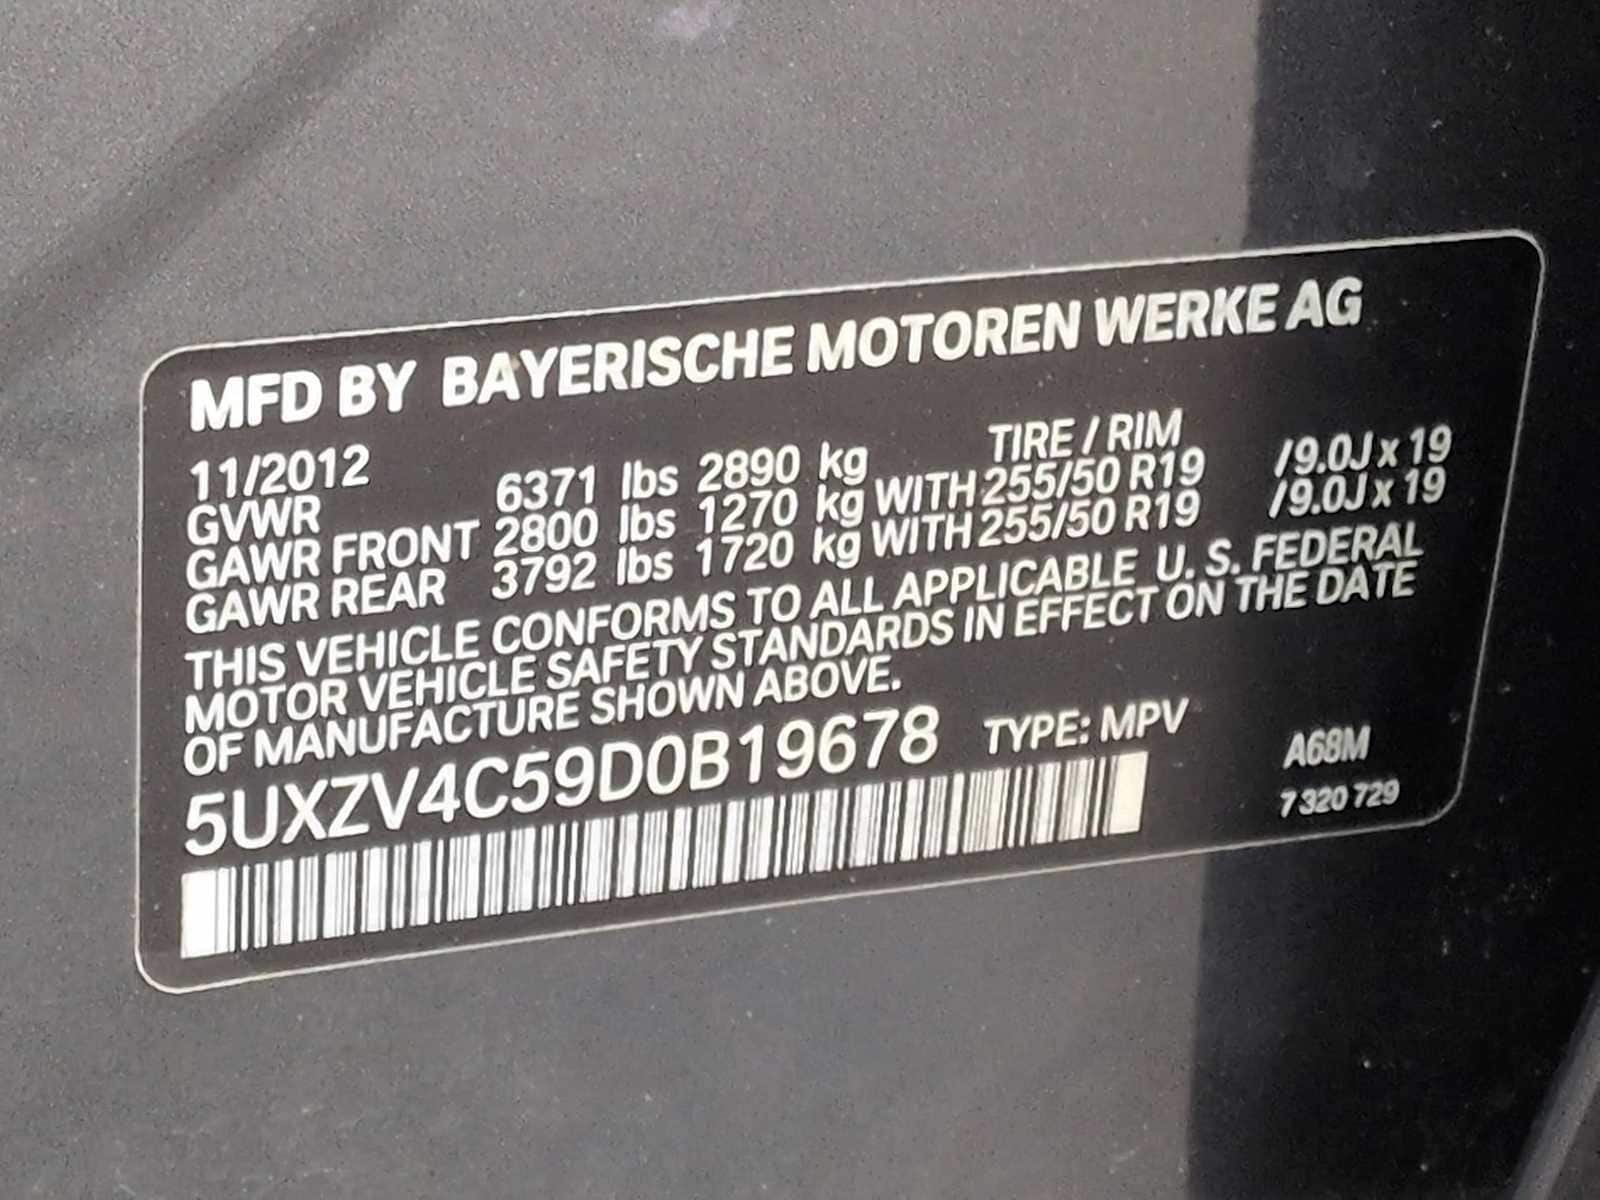 MFD BY BAYERISCHE MOTOREN WERKE AG
11/2012 TIRE / RIM
GVWR 6371 lbs 2890 kg
GAWR FRONT 2800 lbs 1270 kg WITH 255/50 R19 /9.0J x 19
GAWR REAR 3792 lbs 1720 kg WITH 255/50 R19 /9.0J x 19
THIS VEHICLE CONFORMS TO ALL APPLICABLE U. S. FEDERAL
MOTOR VEHICLE SAFETY STANDARDS IN EFFECT ON THE DATE
OF MANUFACTURE SHOWN ABOVE.
5UXZV4C59D0B19678 TYPE: MPV
A68M
7 320 729